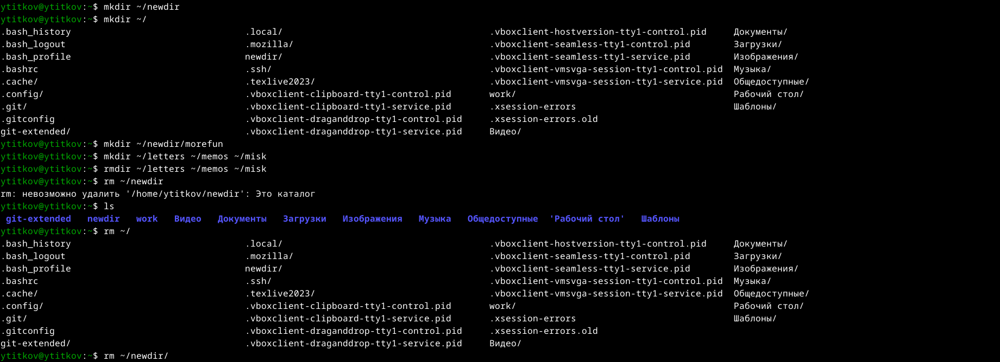 ytitkov@ytitkov:~$ mkdir ~/newdir
ytitkov@ytitkov:~$ mkdir ~/
.bash_history .local/ .vboxclient-hostversion-tty1-control.pid Документы/
.bash_logout .mozilla/ .vboxclient-seamless-tty1-control.pid Загрузки/
.bash_profile newdir/ .vboxclient-seamless-tty1-service.pid Изображения/
.bashrc .ssh/ .vboxclient-vmsvga-session-tty1-control.pid Музыка/
.cache/ .texlive2023/ .vboxclient-vmsvga-session-tty1-service.pid Общедоступные/
.config/ .vboxclient-clipboard-tty1-control.pid work/ Рабочий стол/
.git/ .vboxclient-clipboard-tty1-service.pid .xsession-errors Шаблоны/
.gitconfig .vboxclient-draganddrop-tty1-control.pid .xsession-errors.old
git-extended/ .vboxclient-draganddrop-tty1-service.pid Видео/
ytitkov@ytitkov:~$ mkdir ~/newdir/morefun
ytitkov@ytitkov:~$ mkdir ~/letters ~/memos ~/misk
ytitkov@ytitkov:~$ rmdir ~/letters ~/memos ~/misk
ytitkov@ytitkov:~$ rm ~/newdir
rm: невозможно удалить '/home/ytitkov/newdir': Это каталог
ytitkov@ytitkov:~$ ls
git-extended newdir work Видео Документы Загрузки Изображения Музыка Общедоступные 'Рабочий стол' Шаблоны
ytitkov@ytitkov:~$ rm ~/
.bash_history .local/ .vboxclient-hostversion-tty1-control.pid Документы/
.bash_logout .mozilla/ .vboxclient-seamless-tty1-control.pid Загрузки/
.bash_profile newdir/ .vboxclient-seamless-tty1-service.pid Изображения/
.bashrc .ssh/ .vboxclient-vmsvga-session-tty1-control.pid Музыка/
.cache/ .texlive2023/ .vboxclient-vmsvga-session-tty1-service.pid Общедоступные/
.config/ .vboxclient-clipboard-tty1-control.pid work/ Рабочий стол/
.git/ .vboxclient-clipboard-tty1-service.pid .xsession-errors Шаблоны/
.gitconfig .vboxclient-draganddrop-tty1-control.pid .xsession-errors.old
git-extended/ .vboxclient-draganddrop-tty1-service.pid Видео/
ytitkov@ytitkov:~$ rm ~/newdir/